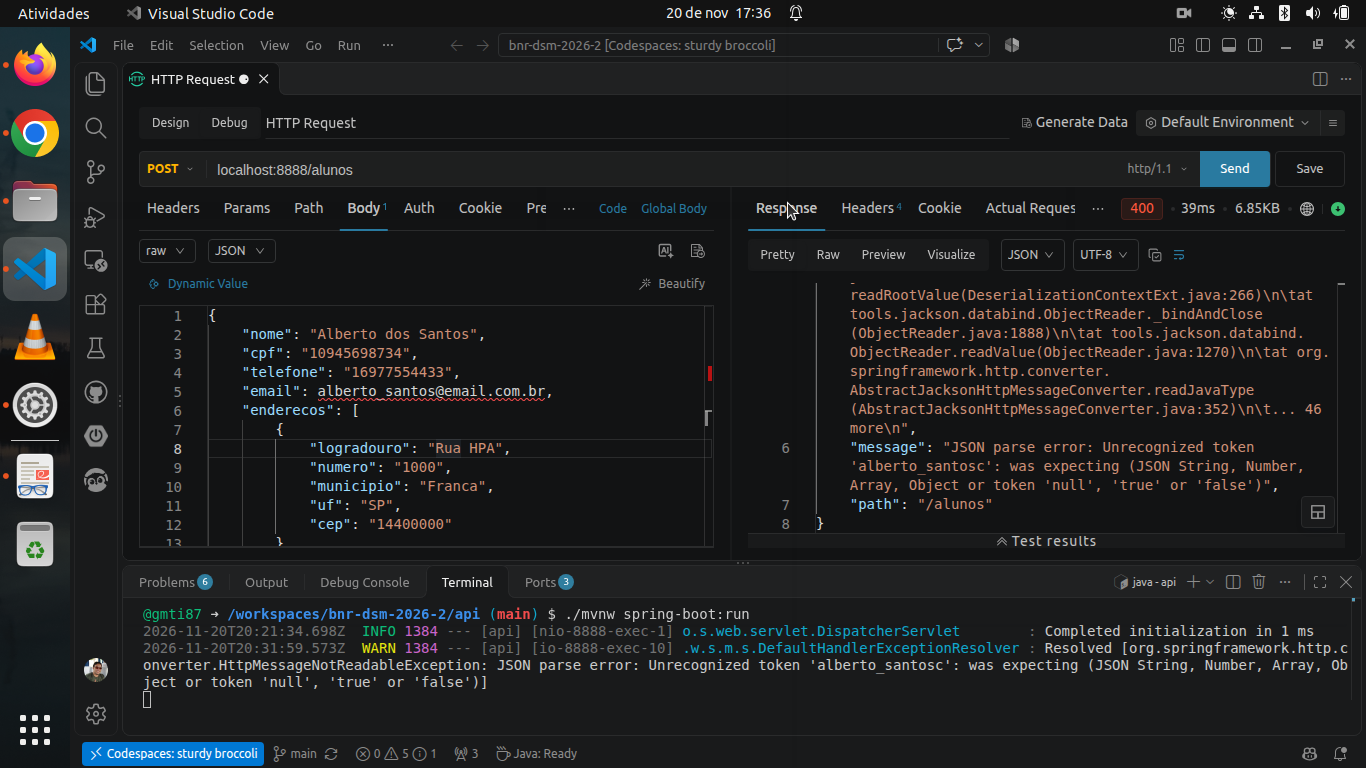 Atividades
Visual Studio Code
20 de nov 17:36
File Edit Selection View Go Run ···
bnr-dsm-2026-2 [Codespaces: sturdy broccoli]
HTTP HTTP Request
Design Debug HTTP Request
Generate Data Default Environment
POST localhost:8888/alunos http/1.1 Send Save
Headers Params Path Body 1 Auth Cookie Pre ··· Code Global Body
raw JSON
Dynamic Value Beautify
1 {
2 "nome": "Alberto dos Santos",
3 "cpf": "10945698734",
4 "telefone": "16977554433",
5 "email": alberto_santos@email.com.br,
6 "enderecos": [
7 {
8 "logradouro": "Rua HPA",
9 "numero": "1000",
10 "municipio": "Franca",
11 "uf": "SP",
12 "cep": "14400000"
13 }
Response Headers 4 Cookie Actual Reques ··· 400 39ms 6.85KB
Pretty Raw Preview Visualize JSON UTF-8
readRootValue(DeserializationContextExt.java:266)\n\tat
tools.jackson.databind.ObjectReader._bindAndClose
(ObjectReader.java:1888)\n\tat tools.jackson.databind.
ObjectReader.readValue(ObjectReader.java:1270)\n\tat org.
springframework.http.converter.
AbstractJacksonHttpMessageConverter.readJavaType
(AbstractJacksonHttpMessageConverter.java:352)\n\t... 46
more\n",
6 "message": "JSON parse error: Unrecognized token
'alberto_santosc': was expecting (JSON String, Number,
Array, Object or token 'null', 'true' or 'false')",
7 "path": "/alunos"
8 }
Test results
Problems 6 Output Debug Console Terminal Ports 3
java - api
@gmti87 ➜ /workspaces/bnr-dsm-2026-2/api (main) $ ./mvnw spring-boot:run
2026-11-20T20:21:34.698Z INFO 1384 --- [api] [nio-8888-exec-1] o.s.web.servlet.DispatcherServlet : Completed initialization in 1 ms
2026-11-20T20:31:59.573Z WARN 1384 --- [api] [io-8888-exec-10] .w.s.m.s.DefaultHandlerExceptionResolver : Resolved [org.springframework.http.c
onverter.HttpMessageNotReadableException: JSON parse error: Unrecognized token 'alberto_santosc': was expecting (JSON String, Number, Array, Ob
ject or token 'null', 'true' or 'false')]
Codespaces: sturdy broccoli main 0 5 1 3 Java: Ready